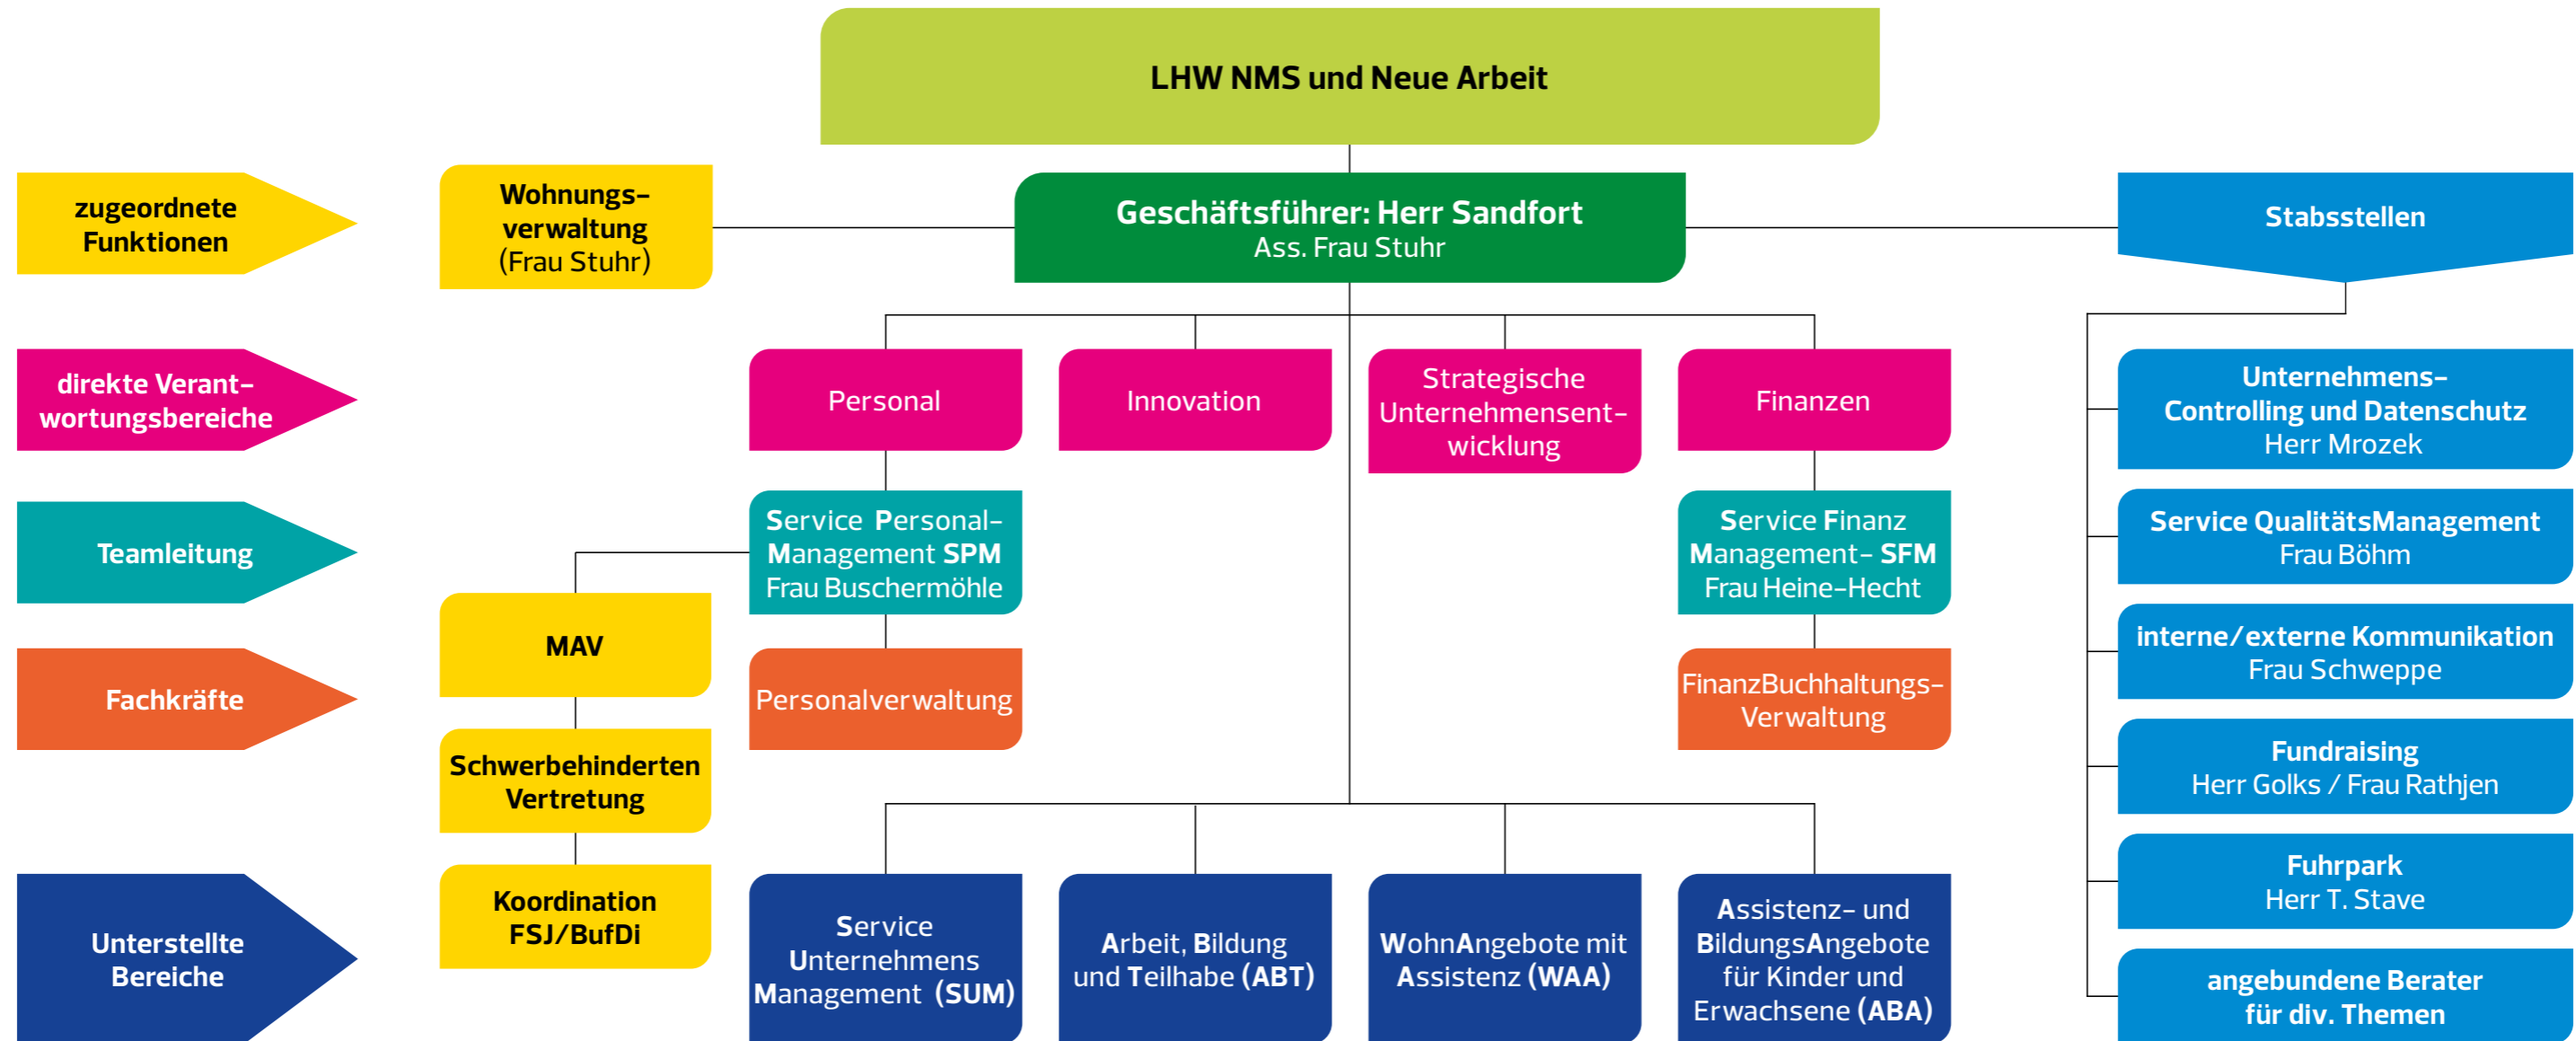 LHW NMS und Neue Arbeit
zugeordnete
Funktionen
Wohnungs-
verwaltung
(Frau Stuhr)
Geschäftsführer: Herr Sandfort
Ass. Frau Stuhr
Stabsstellen
direkte Verant-
wortungsbereiche
Personal
Innovation
Strategische
Unternehmensent-
wicklung
Finanzen
Teamleitung
Service Personal-
Management SPM
Frau Buschermöhle
Service Finanz
Management- SFM
Frau Heine-Hecht
Fachkräfte
MAV
Personalverwaltung
FinanzBuchhaltungs-
Verwaltung
Schwerbehinderten
Vertretung
Koordination
FSJ/BufDi
Unterstellte
Bereiche
Service
Unternehmens
Management (SUM)
Arbeit, Bildung
und Teilhabe (ABT)
WohnAngebote mit
Assistenz (WAA)
Assistenz- und
BildungsAngebote
für Kinder und
Erwachsene (ABA)
Unternehmens-
Controlling und Datenschutz
Herr Mrozek
Service QualitätsManagement
Frau Böhm
interne/externe Kommunikation
Frau Schweppe
Fundraising
Herr Golks / Frau Rathjen
Fuhrpark
Herr T. Stave
angebundene Berater
für div. Themen